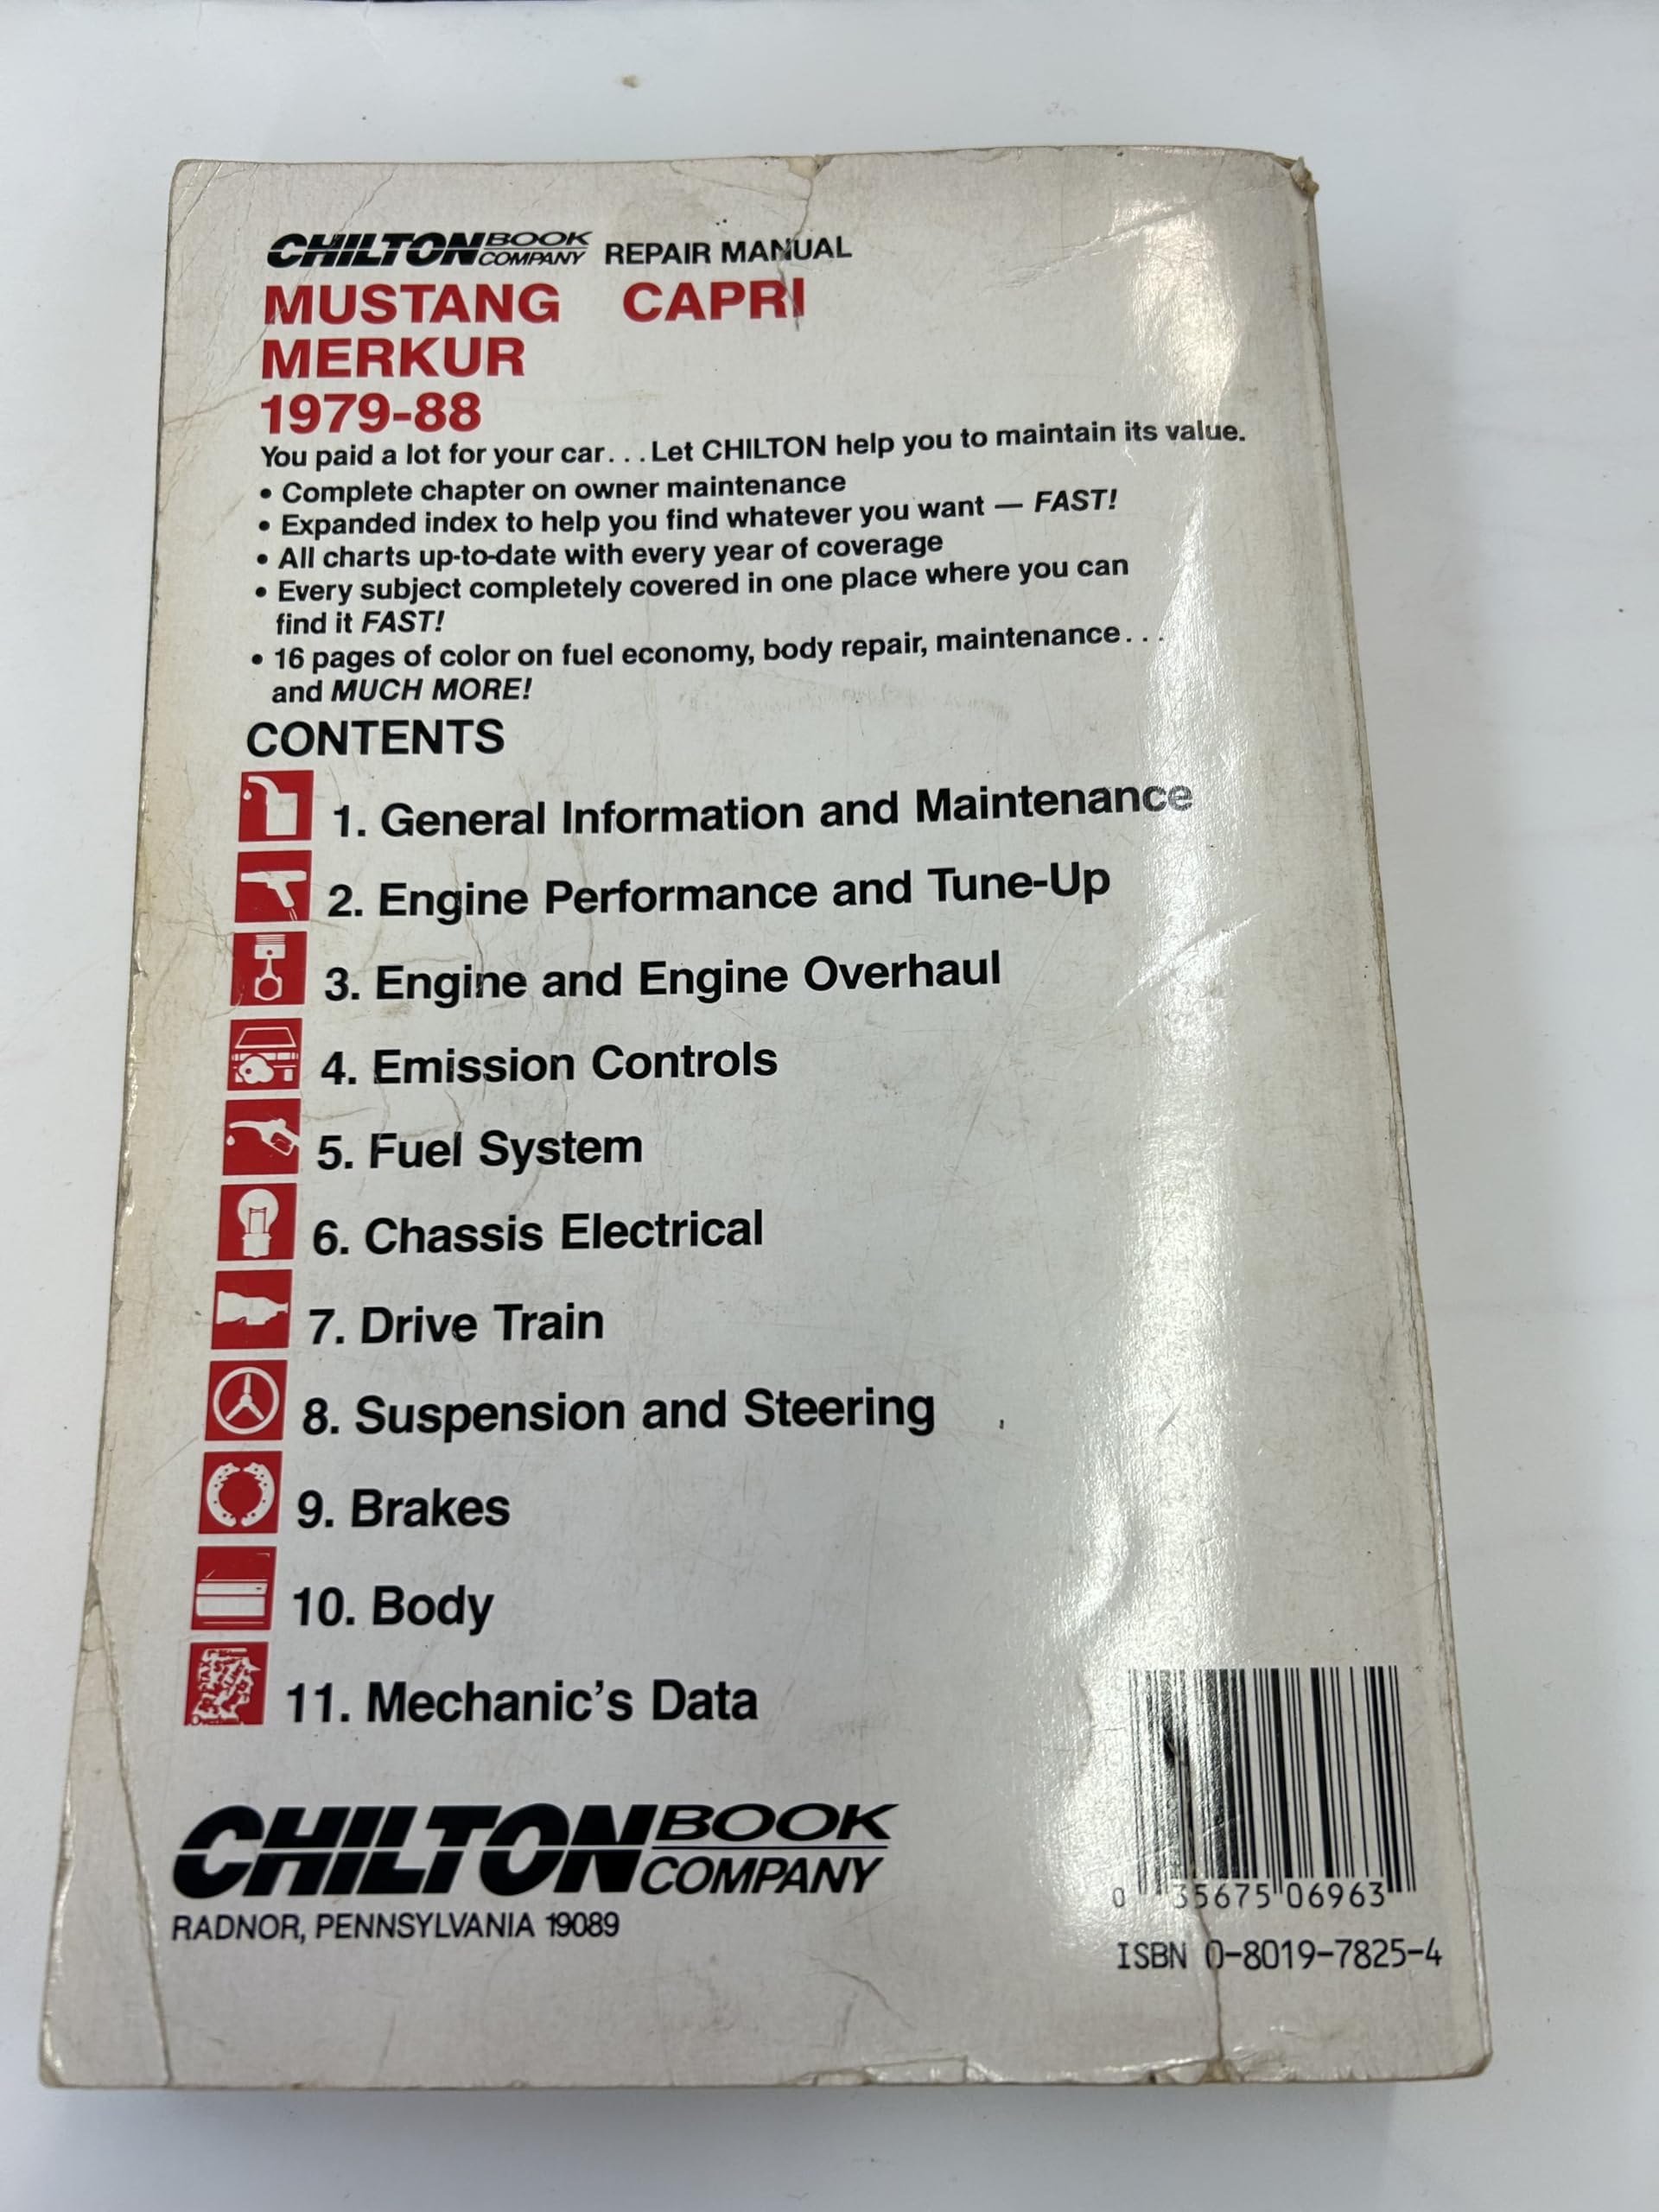 CHILTON BOOK COMPANY REPAIR MANUAL
MUSTANG CAPRI
MERKUR
1979-88
You paid a lot for your car. . . Let CHILTON help you to maintain its value.
• Complete chapter on owner maintenance
• Expanded index to help you find whatever you want — FAST!
• All charts up-to-date with every year of coverage
• Every subject completely covered in one place where you can
find it FAST!
• 16 pages of color on fuel economy, body repair, maintenance. . .
and MUCH MORE!
CONTENTS
1. General Information and Maintenance
2. Engine Performance and Tune-Up
3. Engine and Engine Overhaul
4. Emission Controls
5. Fuel System
6. Chassis Electrical
7. Drive Train
8. Suspension and Steering
9. Brakes
10. Body
11. Mechanic's Data
CHILTON BOOK COMPANY
RADNOR, PENNSYLVANIA 19089
0 35675 06963
ISBN 0-8019-7825-4